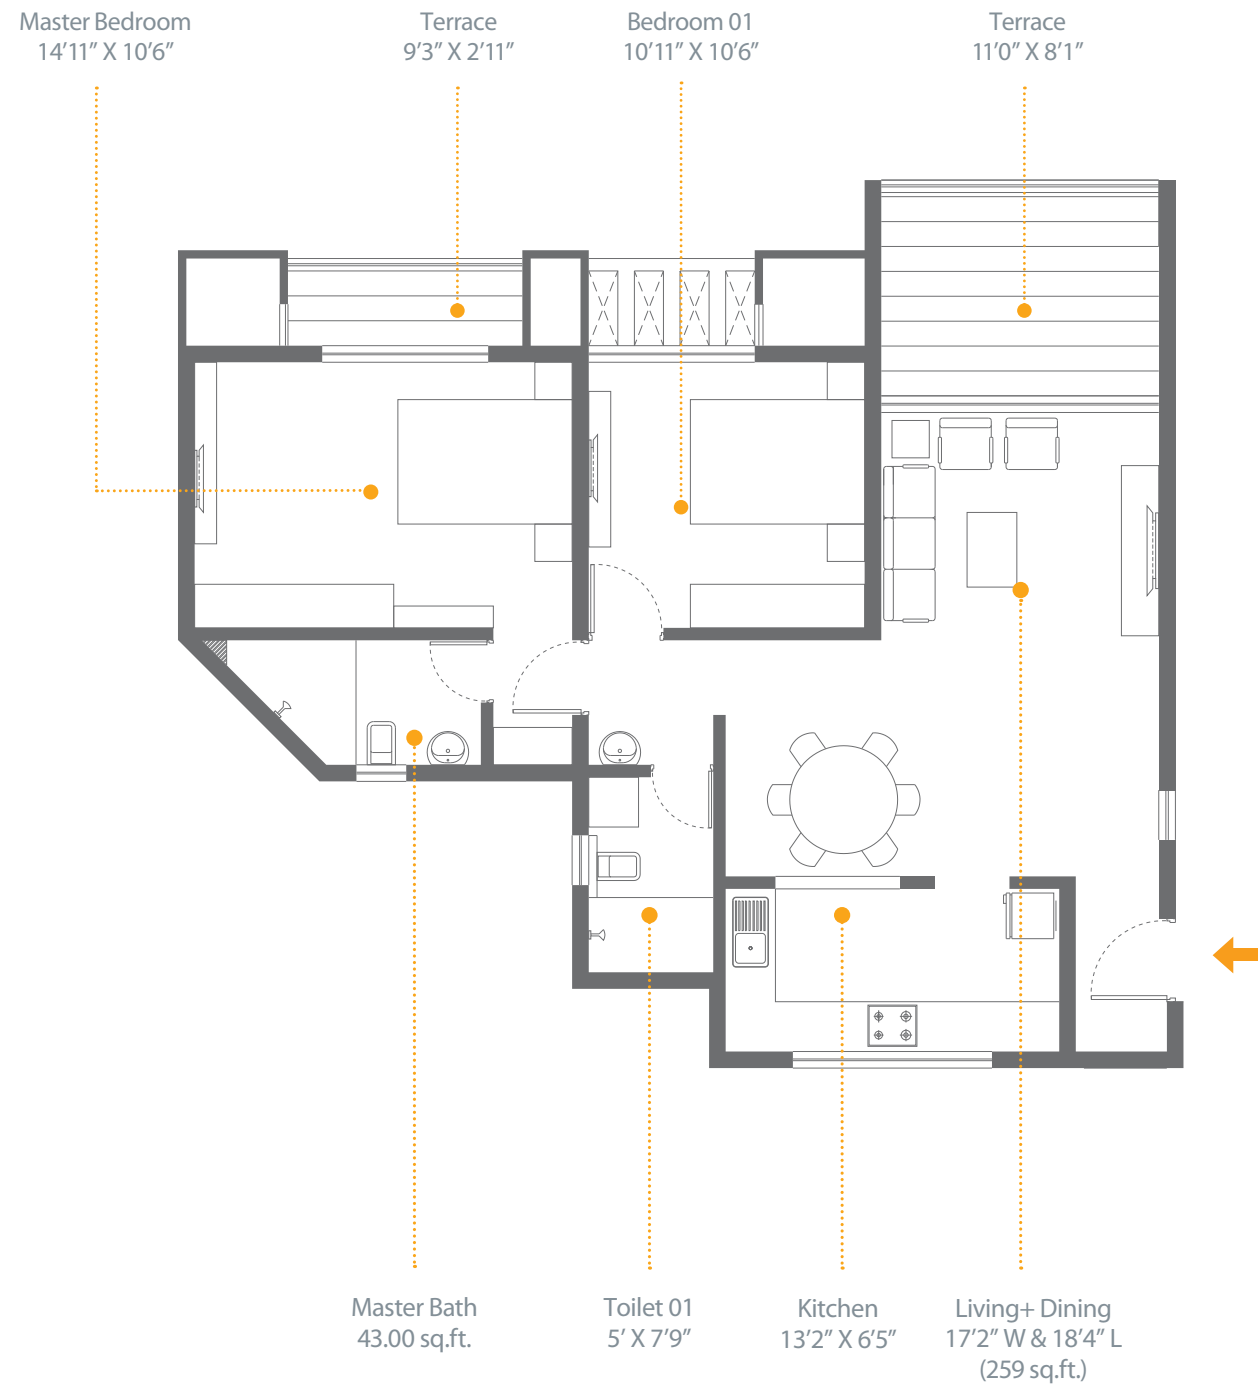 Master Bedroom
14’11” X 10’6”
Terrace
9’3” X 2’11”
Bedroom 01
10’11” X 10’6”
Terrace
11’0” X 8’1”
Master Bath
43.00 sq.ft.
Toilet 01
5’ X 7’9”
Kitchen
13’2” X 6’5”
Living+ Dining
17’2” W & 18’4” L
(259 sq.ft.)